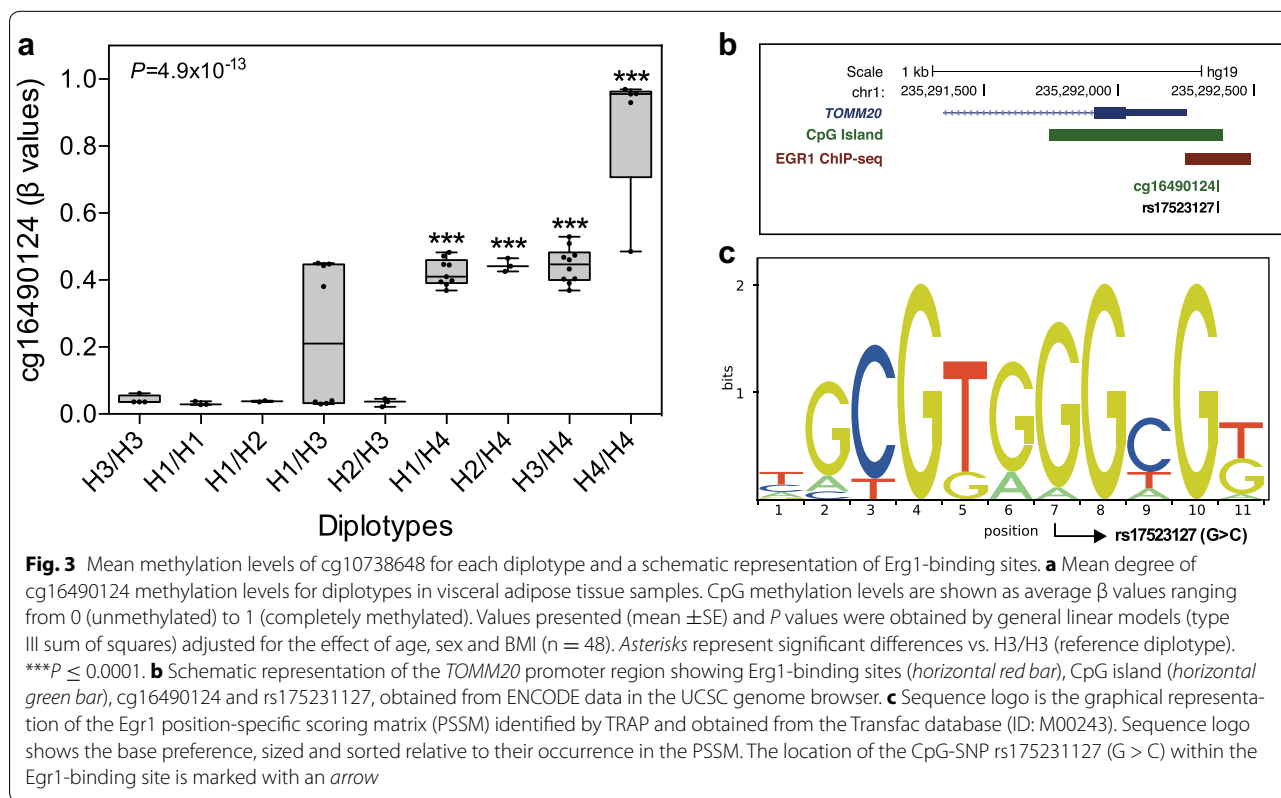 a
P=4.9x10-13
cg16490124 (β values)
1.0
0.8
0.6
0.4
0.2
0.0
***
***
***
***
H3/H3
H1/H1
H1/H2
H1/H3
H2/H3
H1/H4
H2/H4
H3/H4
H4/H4
Diplotypes
b
Scale 1 kb hg19
chr1: 235,291,500 235,292,000 235,292,500
TOMM20
CpG Island
EGR1 ChIP-seq
cg16490124
rs17523127
c
bits
2
1
T C A
G A C
C T
G
T G
G A
G A
G
C T A
G
T G A
1 2 3 4 5 6 7 8 9 10 11
position rs17523127 (G>C)
Fig. 3 Mean methylation levels of cg10738648 for each diplotype and a schematic representation of Erg1-binding sites. a Mean degree of
cg16490124 methylation levels for diplotypes in visceral adipose tissue samples. CpG methylation levels are shown as average β values ranging
from 0 (unmethylated) to 1 (completely methylated). Values presented (mean ±SE) and P values were obtained by general linear models (type
III sum of squares) adjusted for the effect of age, sex and BMI (n = 48). Asterisks represent significant differences vs. H3/H3 (reference diplotype).
***P ≤ 0.0001. b Schematic representation of the TOMM20 promoter region showing Erg1-binding sites (horizontal red bar), CpG island (horizontal
green bar), cg16490124 and rs175231127, obtained from ENCODE data in the UCSC genome browser. c Sequence logo is the graphical representa-
tion of the Egr1 position-specific scoring matrix (PSSM) identified by TRAP and obtained from the Transfac database (ID: M00243). Sequence logo
shows the base preference, sized and sorted relative to their occurrence in the PSSM. The location of the CpG-SNP rs175231127 (G > C) within the
Egr1-binding site is marked with an arrow